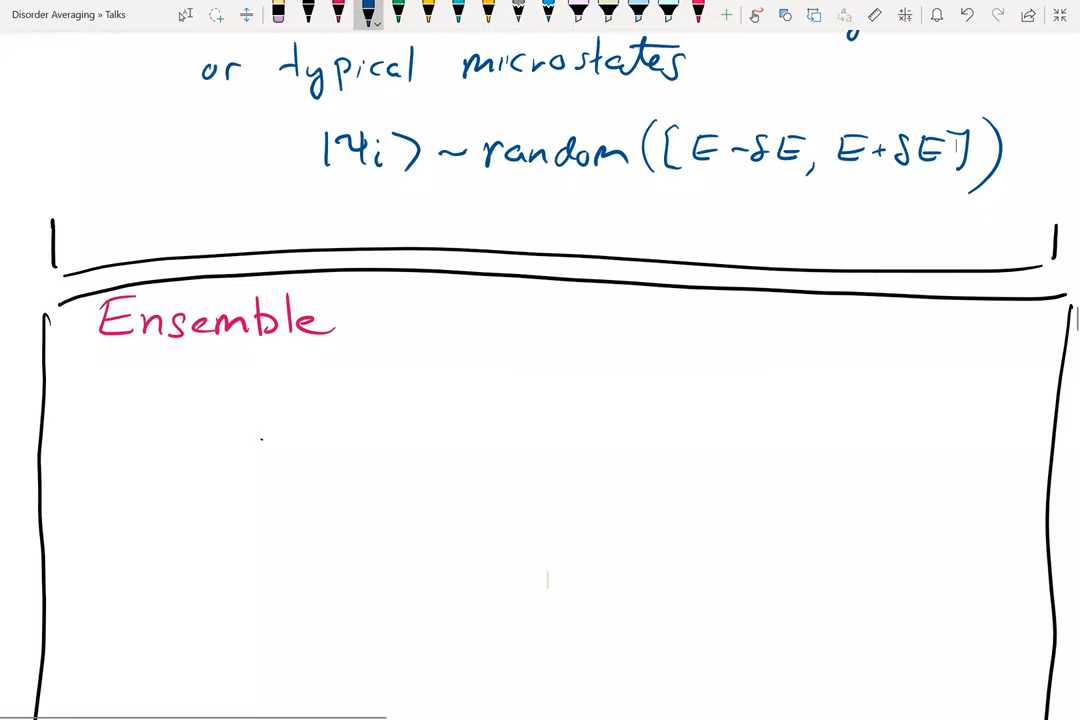 Disorder Averaging » Talks
or typical microstates
|Ψi⟩ ~ random([E-δE, E+δE])
Ensemble